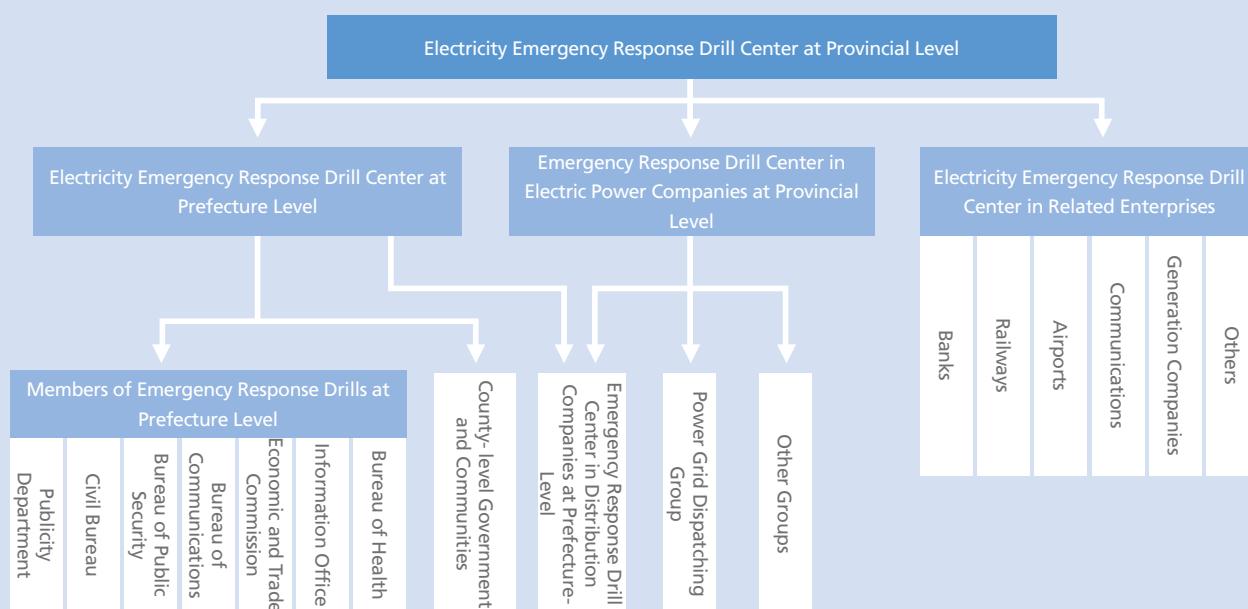 Electricity Emergency Response Drill Center at Provincial Level
Electricity Emergency Response Drill Center at
Prefecture Level
Emergency Response Drill Center in
Electric Power Companies at Provincial
Level
Electricity Emergency Response Drill
Center in Related Enterprises
Banks
Railways
Airports
Communications
Generation Companies
Others
Members of Emergency Response Drills at
Prefecture Level
Publicity
Department
Civil Bureau
Bureau of Public
Security
Bureau of
Communications
Economic and Trade
Commission
Information Office
Bureau of Health
County- level Government
and Communities
Emergency Response Drill
Center in Distribution
Companies at Prefecture-
Level
Power Grid Dispatching
Group
Other Groups